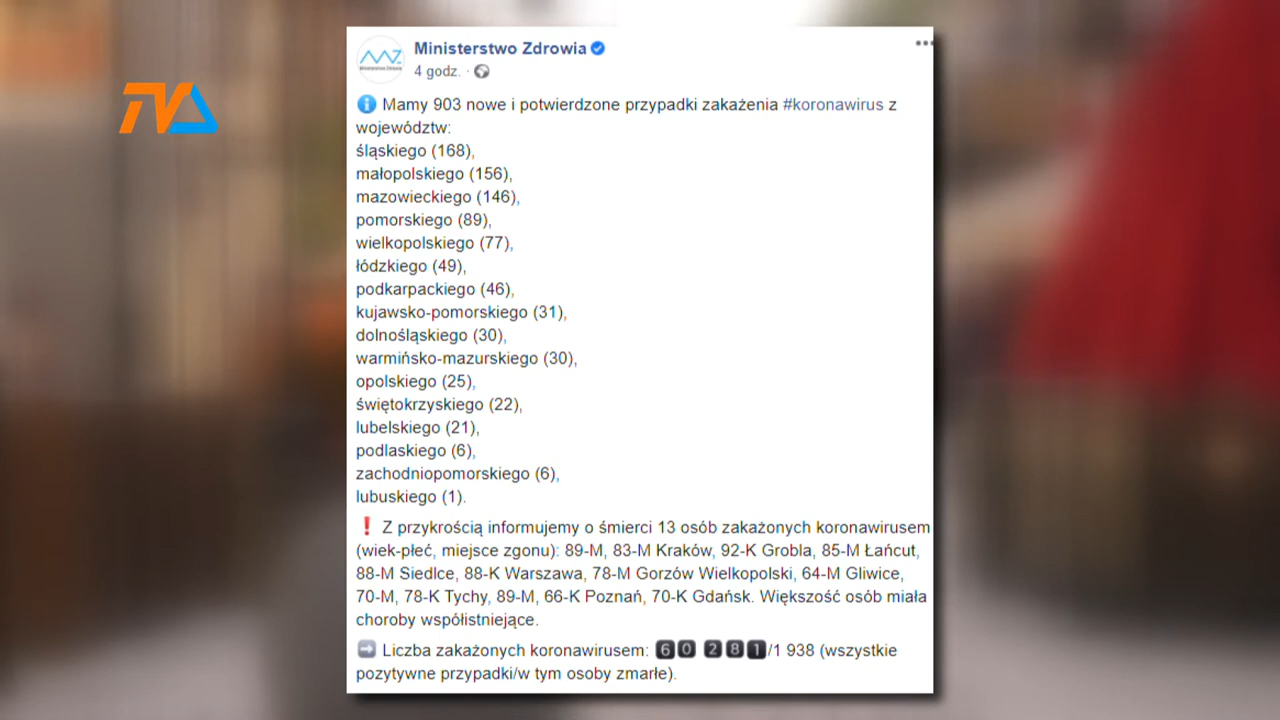 TVA
Ministerstwo Zdrowia
4 godz. ·
Mamy 903 nowe i potwierdzone przypadki zakażenia #koronawirus z
województw:
śląskiego (168),
małopolskiego (156),
mazowieckiego (146),
pomorskiego (89),
wielkopolskiego (77),
łódzkiego (49),
podkarpackiego (46),
kujawsko-pomorskiego (31),
dolnośląskiego (30),
warmińsko-mazurskiego (30),
opolskiego (25),
świętokrzyskiego (22),
lubelskiego (21),
podlaskiego (6),
zachodniopomorskiego (6),
lubuskiego (1).
❗ Z przykrością informujemy o śmierci 13 osób zakażonych koronawirusem
(wiek-płeć, miejsce zgonu): 89-M, 83-M Kraków, 92-K Grobla, 85-M Łańcut,
88-M Siedlce, 88-K Warszawa, 78-M Gorzów Wielkopolski, 64-M Gliwice,
70-M, 78-K Tychy, 89-M, 66-K Poznań, 70-K Gdańsk. Większość osób miała
choroby współistniejące.
➡ Liczba zakażonych koronawirusem: 60 281/1 938 (wszystkie
pozytywne przypadki/w tym osoby zmarłe).